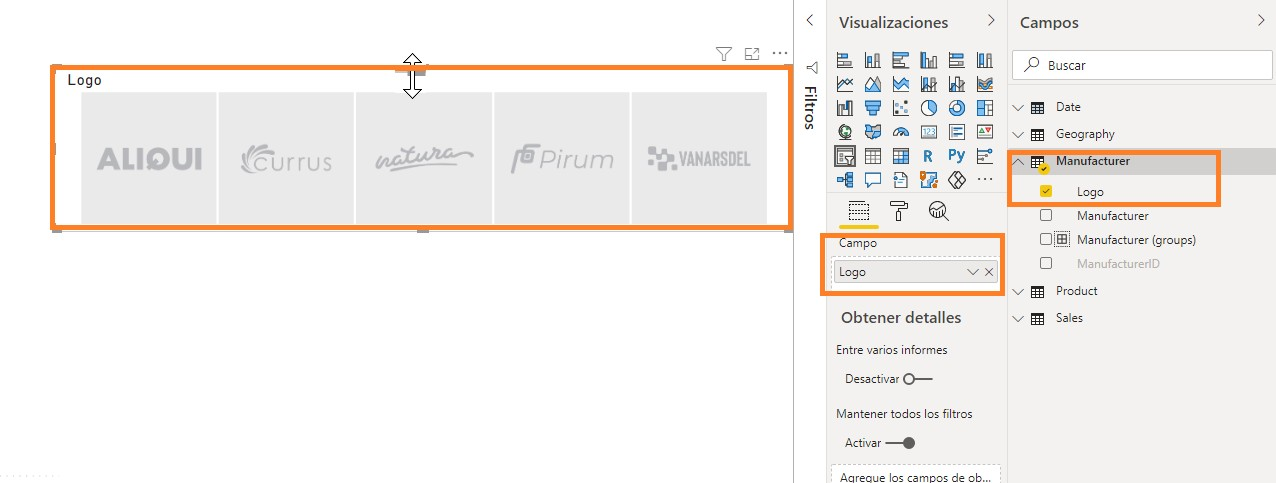 Logo
ALIQUI
currus
natura
Pirum
VANARSDEL
Filtros
Visualizaciones
123
R
Py
Campo
Logo
Obtener detalles
Entre varios informes
Desactivar
Mantener todos los filtros
Activar
Agregue los campos de ob...
Campos
Buscar
Date
Geography
Manufacturer
Logo
Manufacturer
Manufacturer (groups)
ManufacturerID
Product
Sales